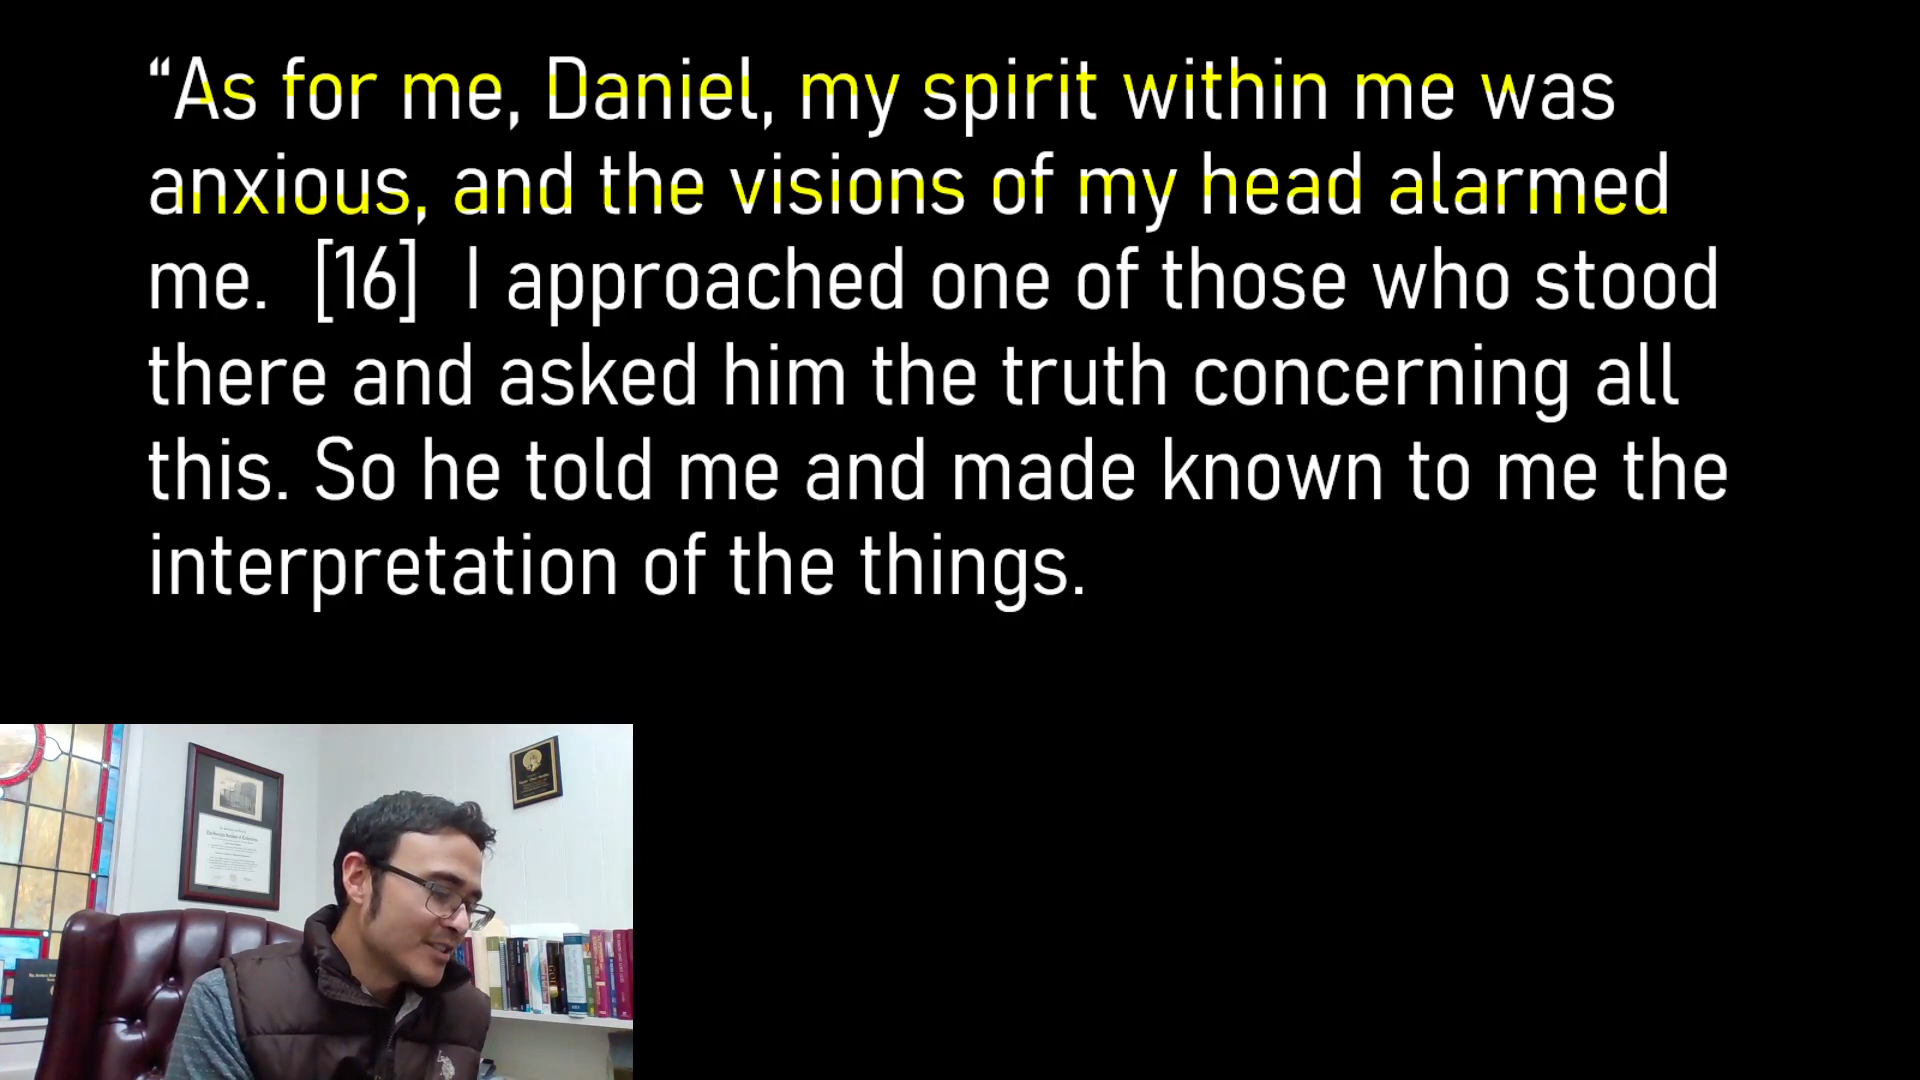 “As for me, Daniel, my spirit within me was
anxious, and the visions of my head alarmed
me. [16] I approached one of those who stood
there and asked him the truth concerning all
this. So he told me and made known to me the
interpretation of the things.